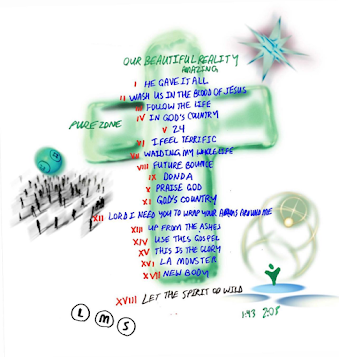 OUR BEAUTIFUL REALITY
AMAZING
I HE GAVE IT ALL
II WASH US IN THE BLOOD OF JESUS
III FOLLOW THE LIFE
IV IN GOD'S COUNTRY
V 24
PURE ZONE
VI I FEEL TERRIFIC
VII WAIDING MY WHOLE LIFE
VIII FUTURE BOUNCE
IX DONDA
X PRAISE GOD
XI GOD'S COUNTRY
XII LORD I NEED YOU TO WRAP YOUR ARMS AROUND ME
XIII UP FROM THE ASHES
XIV USE THIS GOSPEL
XV THIS IS THE GLORY
XVI LA MONSTER
XVII NEW BODY
XVIII LET THE SPIRIT GO WILD
1:43 2:05
L M S